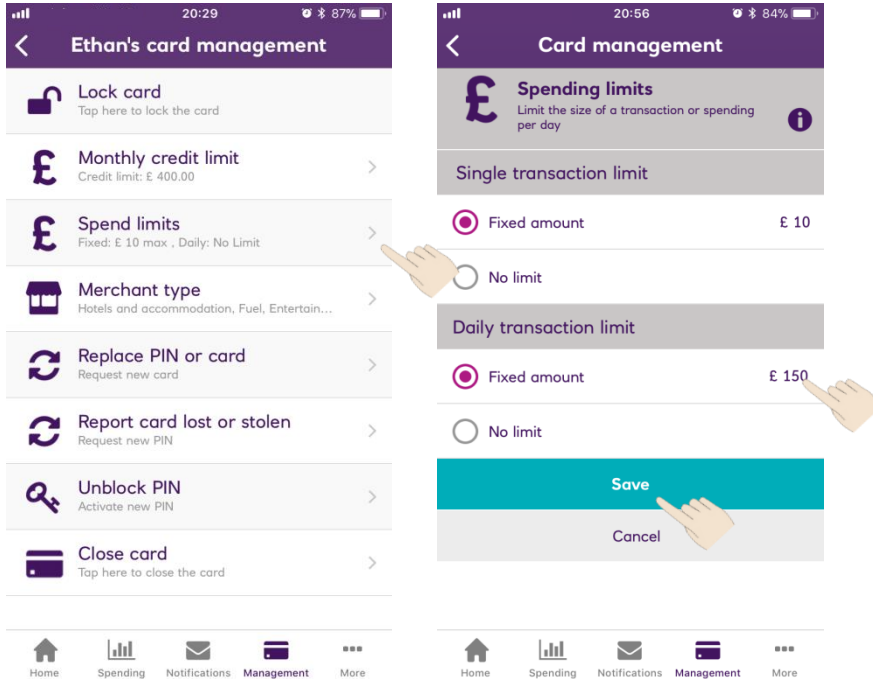 20:29
87%
Ethan's card management
Lock card
Tap here to lock the card
£
Monthly credit limit
Credit limit: £ 400.00
£
Spend limits
Fixed: £ 10 max , Daily: No Limit
Merchant type
Hotels and accommodation, Fuel, Entertain...
Replace PIN or card
Request new card
Report card lost or stolen
Request new PIN
Unblock PIN
Activate new PIN
Close card
Tap here to close the card
Home Spending Notifications Management More
20:56
84%
Card management
£
Spending limits
Limit the size of a transaction or spending
per day
i
Single transaction limit
Fixed amount £ 10
No limit
Daily transaction limit
Fixed amount £ 150
No limit
Save
Cancel
Home Spending Notifications Management More